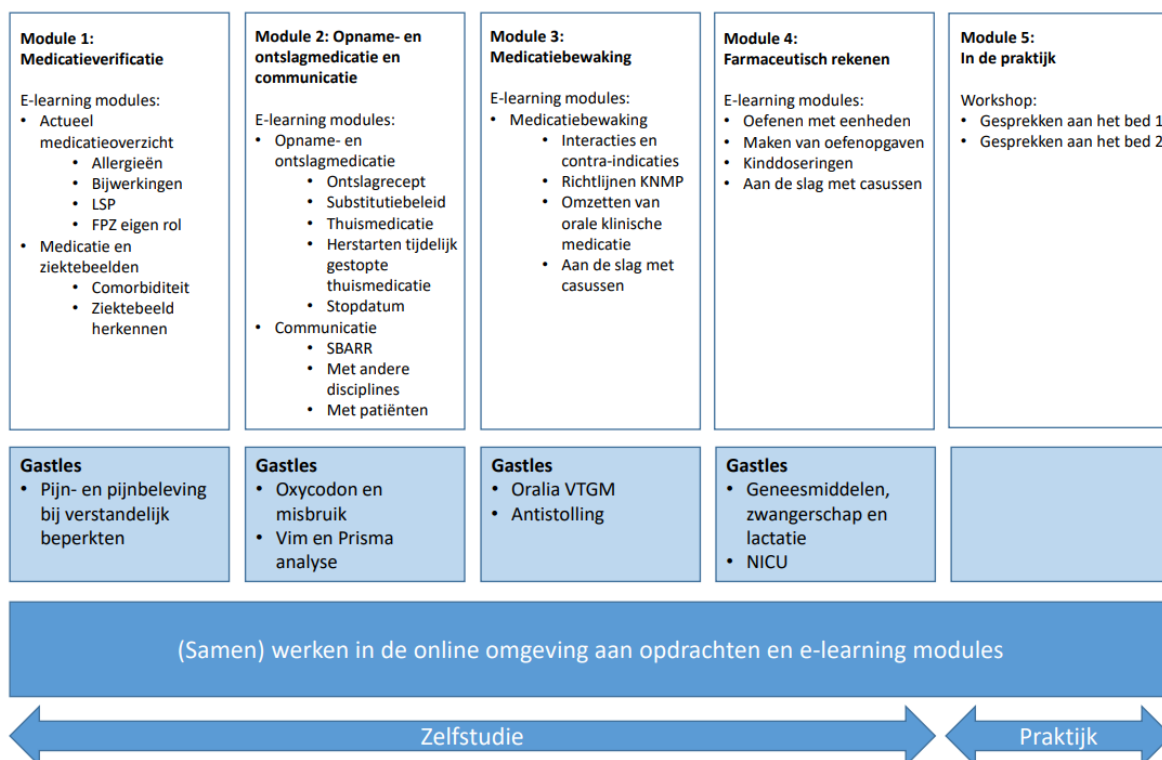 Module 1:
Medicatieverificatie
E-learning modules:
• Actueel
medicatieoverzicht
• Allergieën
• Bijwerkingen
• LSP
• FPZ eigen rol
• Medicatie en
ziektebeelden
• Comorbiditeit
• Ziektebeeld
herkennen
Module 2: Opname- en
ontslagmedicatie en
communicatie
E-learning modules:
• Opname- en
ontslagmedicatie
• Ontslagrecept
• Substitutiebeleid
• Thuismedicatie
• Herstarten tijdelijk
gestopte
thuismedicatie
• Stopdatum
• Communicatie
• SBARR
• Met andere
disciplines
• Met patiënten
Module 3:
Medicatiebewaking
E-learning modules:
• Medicatiebewaking
• Interacties en
contra-indicaties
• Richtlijnen KNMP
• Omzetten van
orale klinische
medicatie
• Aan de slag met
casussen
Module 4:
Farmaceutisch rekenen
E-learning modules:
• Oefenen met eenheden
• Maken van oefenopgaven
• Kinddoseringen
• Aan de slag met casussen
Module 5:
In de praktijk
Workshop:
• Gesprekken aan het bed 1
• Gesprekken aan het bed 2
Gastles
• Pijn- en pijnbeleving
bij verstandelijk
beperkten
Gastles
• Oxycodon en
misbruik
• Vim en Prisma
analyse
Gastles
• Oralia VTGM
• Antistolling
Gastles
• Geneesmiddelen,
zwangerschap en
lactatie
• NICU
(Samen) werken in de online omgeving aan opdrachten en e-learning modules
Zelfstudie
Praktijk